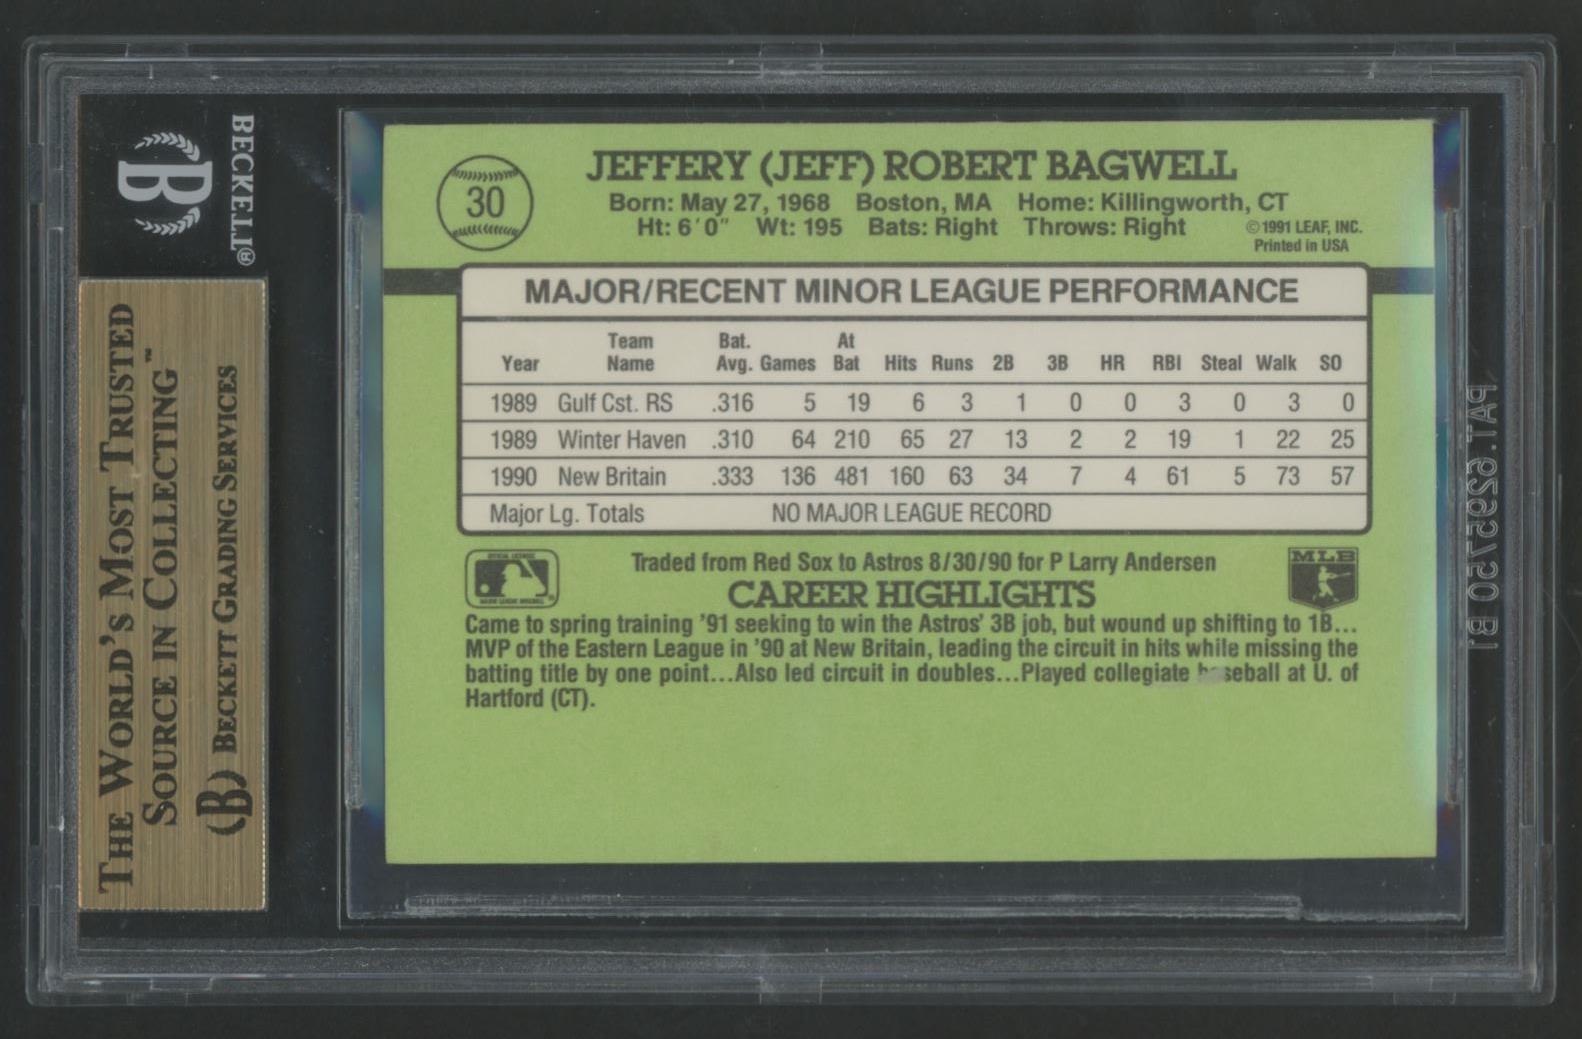 BECKETT®
B
THE WORLD'S MOST TRUSTED
SOURCE IN COLLECTING™
(B) BECKETT GRADING SERVICES
30
JEFFERY (JEFF) ROBERT BAGWELL
Born: May 27, 1968 Boston, MA Home: Killingworth, CT
Ht: 6'0" Wt: 195 Bats: Right Throws: Right
©1991 LEAF, INC.
Printed in USA
MAJOR/RECENT MINOR LEAGUE PERFORMANCE
Year Team Name Bat. Avg. Games At Bat Hits Runs 2B 3B HR RBI Steal Walk SO
1989 Gulf Cst. RS .316 5 19 6 3 1 0 0 3 0 3 0
1989 Winter Haven .310 64 210 65 27 13 2 2 19 1 22 25
1990 New Britain .333 136 481 160 63 34 7 4 61 5 73 57
Major Lg. Totals NO MAJOR LEAGUE RECORD
Traded from Red Sox to Astros 8/30/90 for P Larry Andersen
MLB
CAREER HIGHLIGHTS
Came to spring training '91 seeking to win the Astros' 3B job, but wound up shifting to 1B...
MVP of the Eastern League in '90 at New Britain, leading the circuit in hits while missing the
batting title by one point...Also led circuit in doubles...Played collegiate baseball at U. of
Hartford (CT).
PAT. 6295750 B1